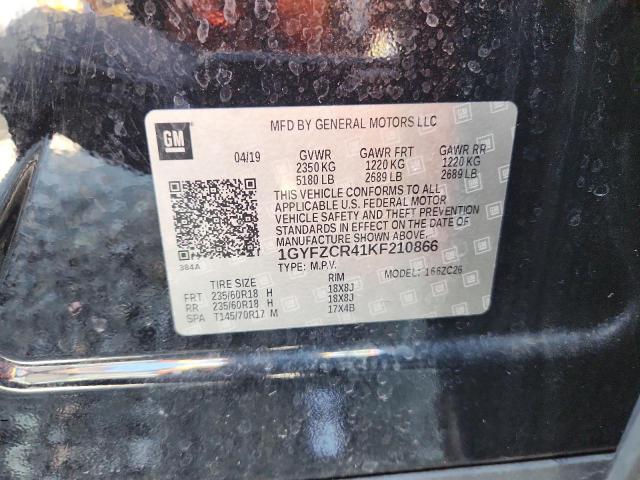 GM
MFD BY GENERAL MOTORS LLC
04/19 GVWR GAWR FRT GAWR RR
2350 KG 1220 KG 1220 KG
5180 LB 2689 LB 2689 LB
THIS VEHICLE CONFORMS TO ALL
APPLICABLE U.S. FEDERAL MOTOR
VEHICLE SAFETY AND THEFT PREVENTION
STANDARDS IN EFFECT ON THE DATE OF
MANUFACTURE SHOWN ABOVE.
1GYFZCR41KF210866
384A
TYPE: M.P.V. MODEL: 166ZC26
TIRE SIZE RIM
FRT 235/60R18 H 18X8J
RR 235/60R18 H 18X8J
SPA T145/70R17 M 17X4B